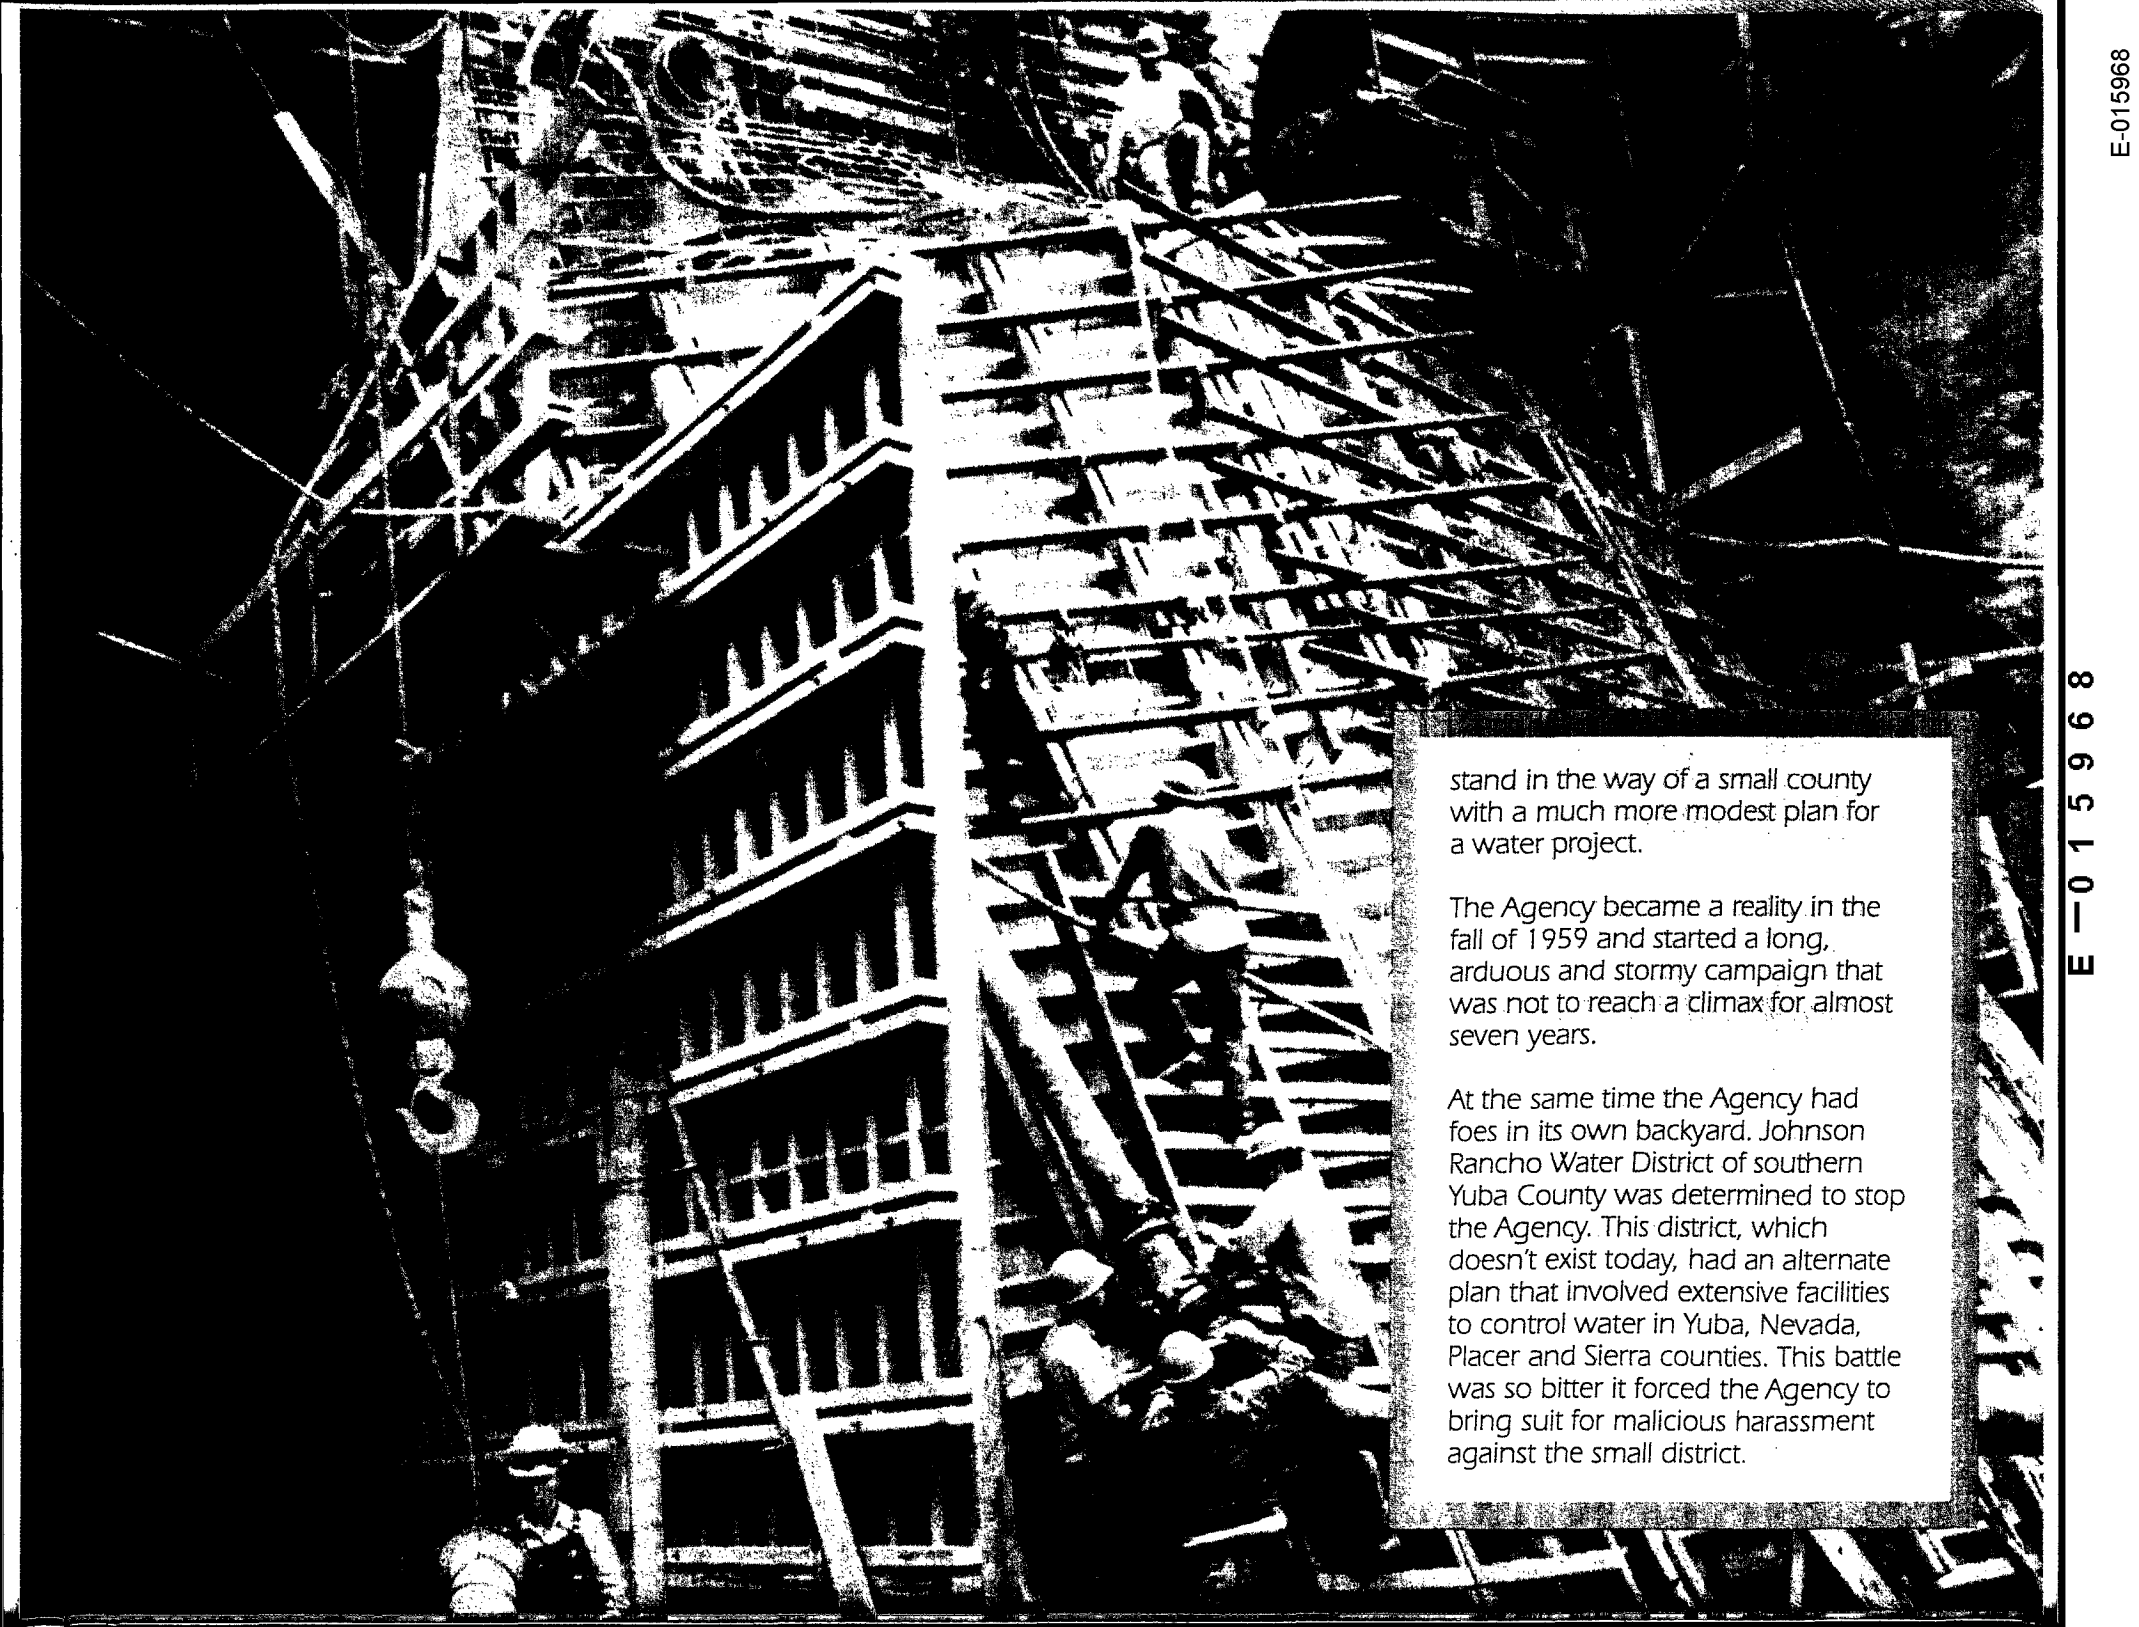 E-015968
stand in the way of a small county
with a much more modest plan for
a water project.
The Agency became a reality in the
fall of 1959 and started a long,
arduous and stormy campaign that
was not to reach a climax for almost
seven years.
At the same time the Agency had
foes in its own backyard. Johnson
Rancho Water District of southern
Yuba County was determined to stop
the Agency. This district, which
doesn't exist today, had an alternate
plan that involved extensive facilities
to control water in Yuba, Nevada,
Placer and Sierra counties. This battle
was so bitter it forced the Agency to
bring suit for malicious harassment
against the small district.
E—015968